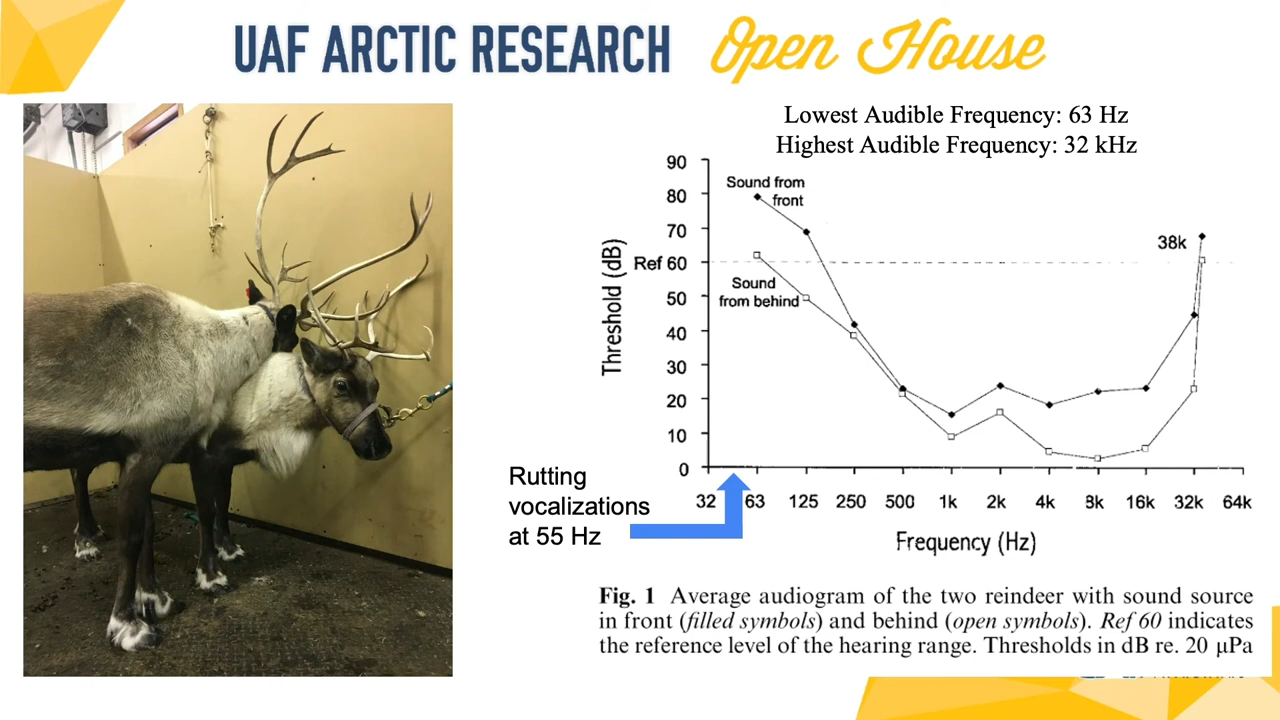 UAF ARCTIC RESEARCH Open House
Lowest Audible Frequency: 63 Hz
Highest Audible Frequency: 32 kHz
90
80
70
Ref 60
50
40
30
20
10
0
Threshold (dB)
Sound from
front
Sound
from behind
38k
32 63 125 250 500 1k 2k 4k 8k 16k 32k 64k
Frequency (Hz)
Rutting
vocalizations
at 55 Hz
Fig. 1 Average audiogram of the two reindeer with sound source
in front (filled symbols) and behind (open symbols). Ref 60 indicates
the reference level of the hearing range. Thresholds in dB re. 20 µPa